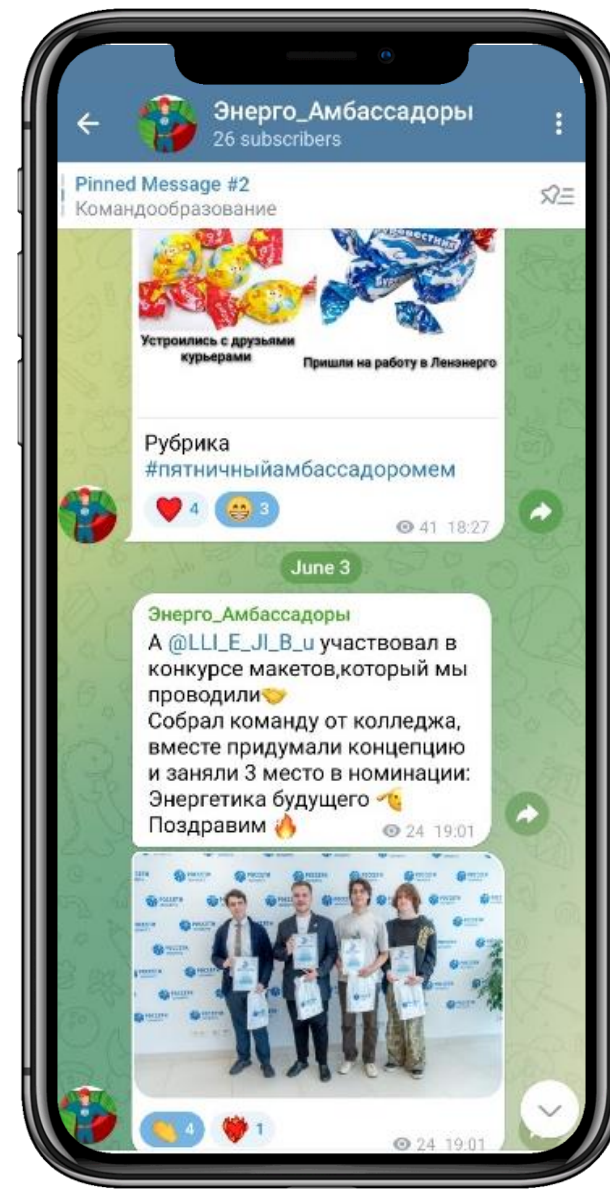 Энерго_Амбассадоры
26 subscribers
Pinned Message #2
Командообразование
Устроились с друзьями
курьерами
Пришли на работу в Ленэнерго
Рубрика
#пятничныйамбассадоромем
4
3
41 18:27
June 3
Энерго_Амбассадоры
А @LLI_E_JI_B_u участвовал в
конкурсе макетов,который мы
проводили
Собрал команду от колледжа,
вместе придумали концепцию
и заняли 3 место в номинации:
Энергетика будущего
Поздравим
24 19:01
РОССЕТИ
4
1
24 19:01